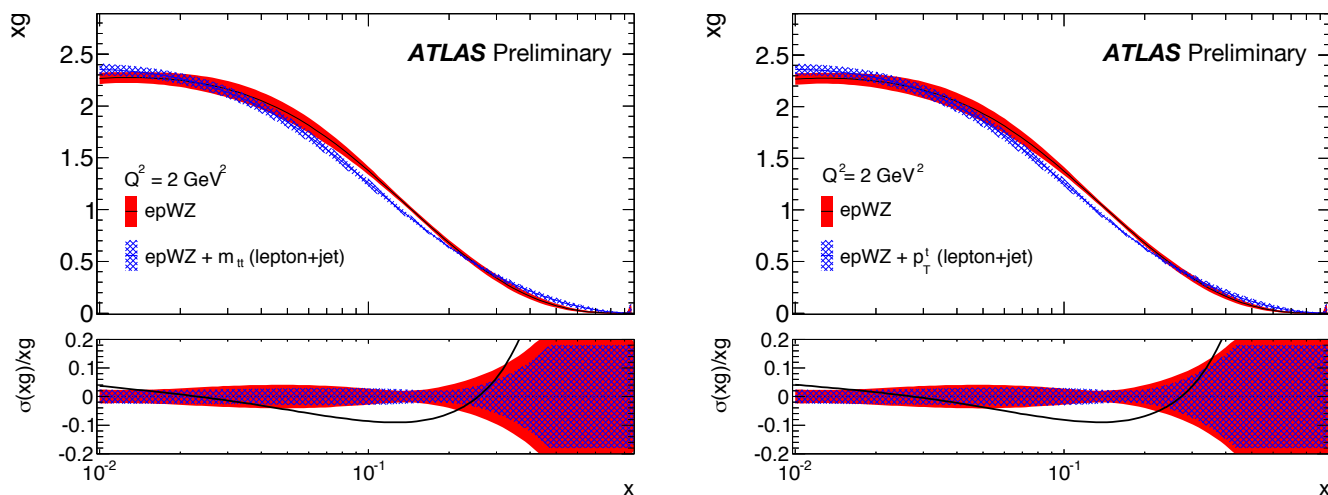 xg
2.5
2
1.5
1
0.5
0
ATLAS Preliminary
Q² = 2 GeV²
epWZ
epWZ + m_tt (lepton+jet)
σ(xg)/xg
0.2
0.1
0
-0.1
-0.2
10⁻² 10⁻¹
x
xg
2.5
2
1.5
1
0.5
0
ATLAS Preliminary
Q²= 2 GeV²
epWZ
epWZ + p_T^t (lepton+jet)
σ(xg)/xg
0.2
0.1
0
-0.1
-0.2
10⁻² 10⁻¹
x